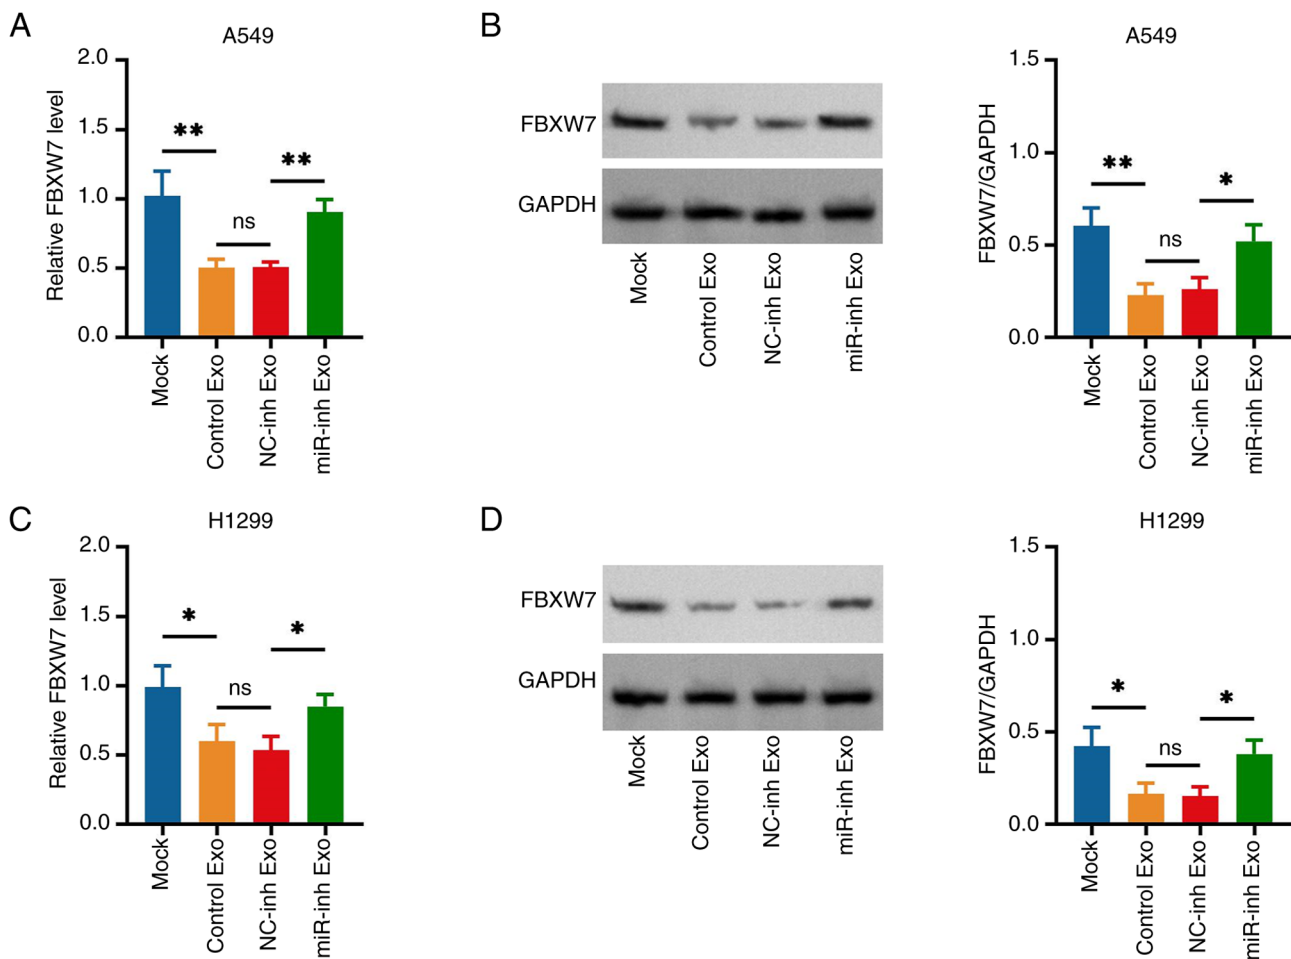 A
A549
Relative FBXW7 level
2.0
1.5
1.0
0.5
0.0
**
ns
**
Mock
Control Exo
NC-inh Exo
miR-inh Exo
B
FBXW7
GAPDH
Mock
Control Exo
NC-inh Exo
miR-inh Exo
A549
FBXW7/GAPDH
1.5
1.0
0.5
0.0
**
ns
*
Mock
Control Exo
NC-inh Exo
miR-inh Exo
C
H1299
Relative FBXW7 level
2.0
1.5
1.0
0.5
0.0
*
ns
*
Mock
Control Exo
NC-inh Exo
miR-inh Exo
D
FBXW7
GAPDH
Mock
Control Exo
NC-inh Exo
miR-inh Exo
H1299
FBXW7/GAPDH
1.5
1.0
0.5
0.0
*
ns
*
Mock
Control Exo
NC-inh Exo
miR-inh Exo